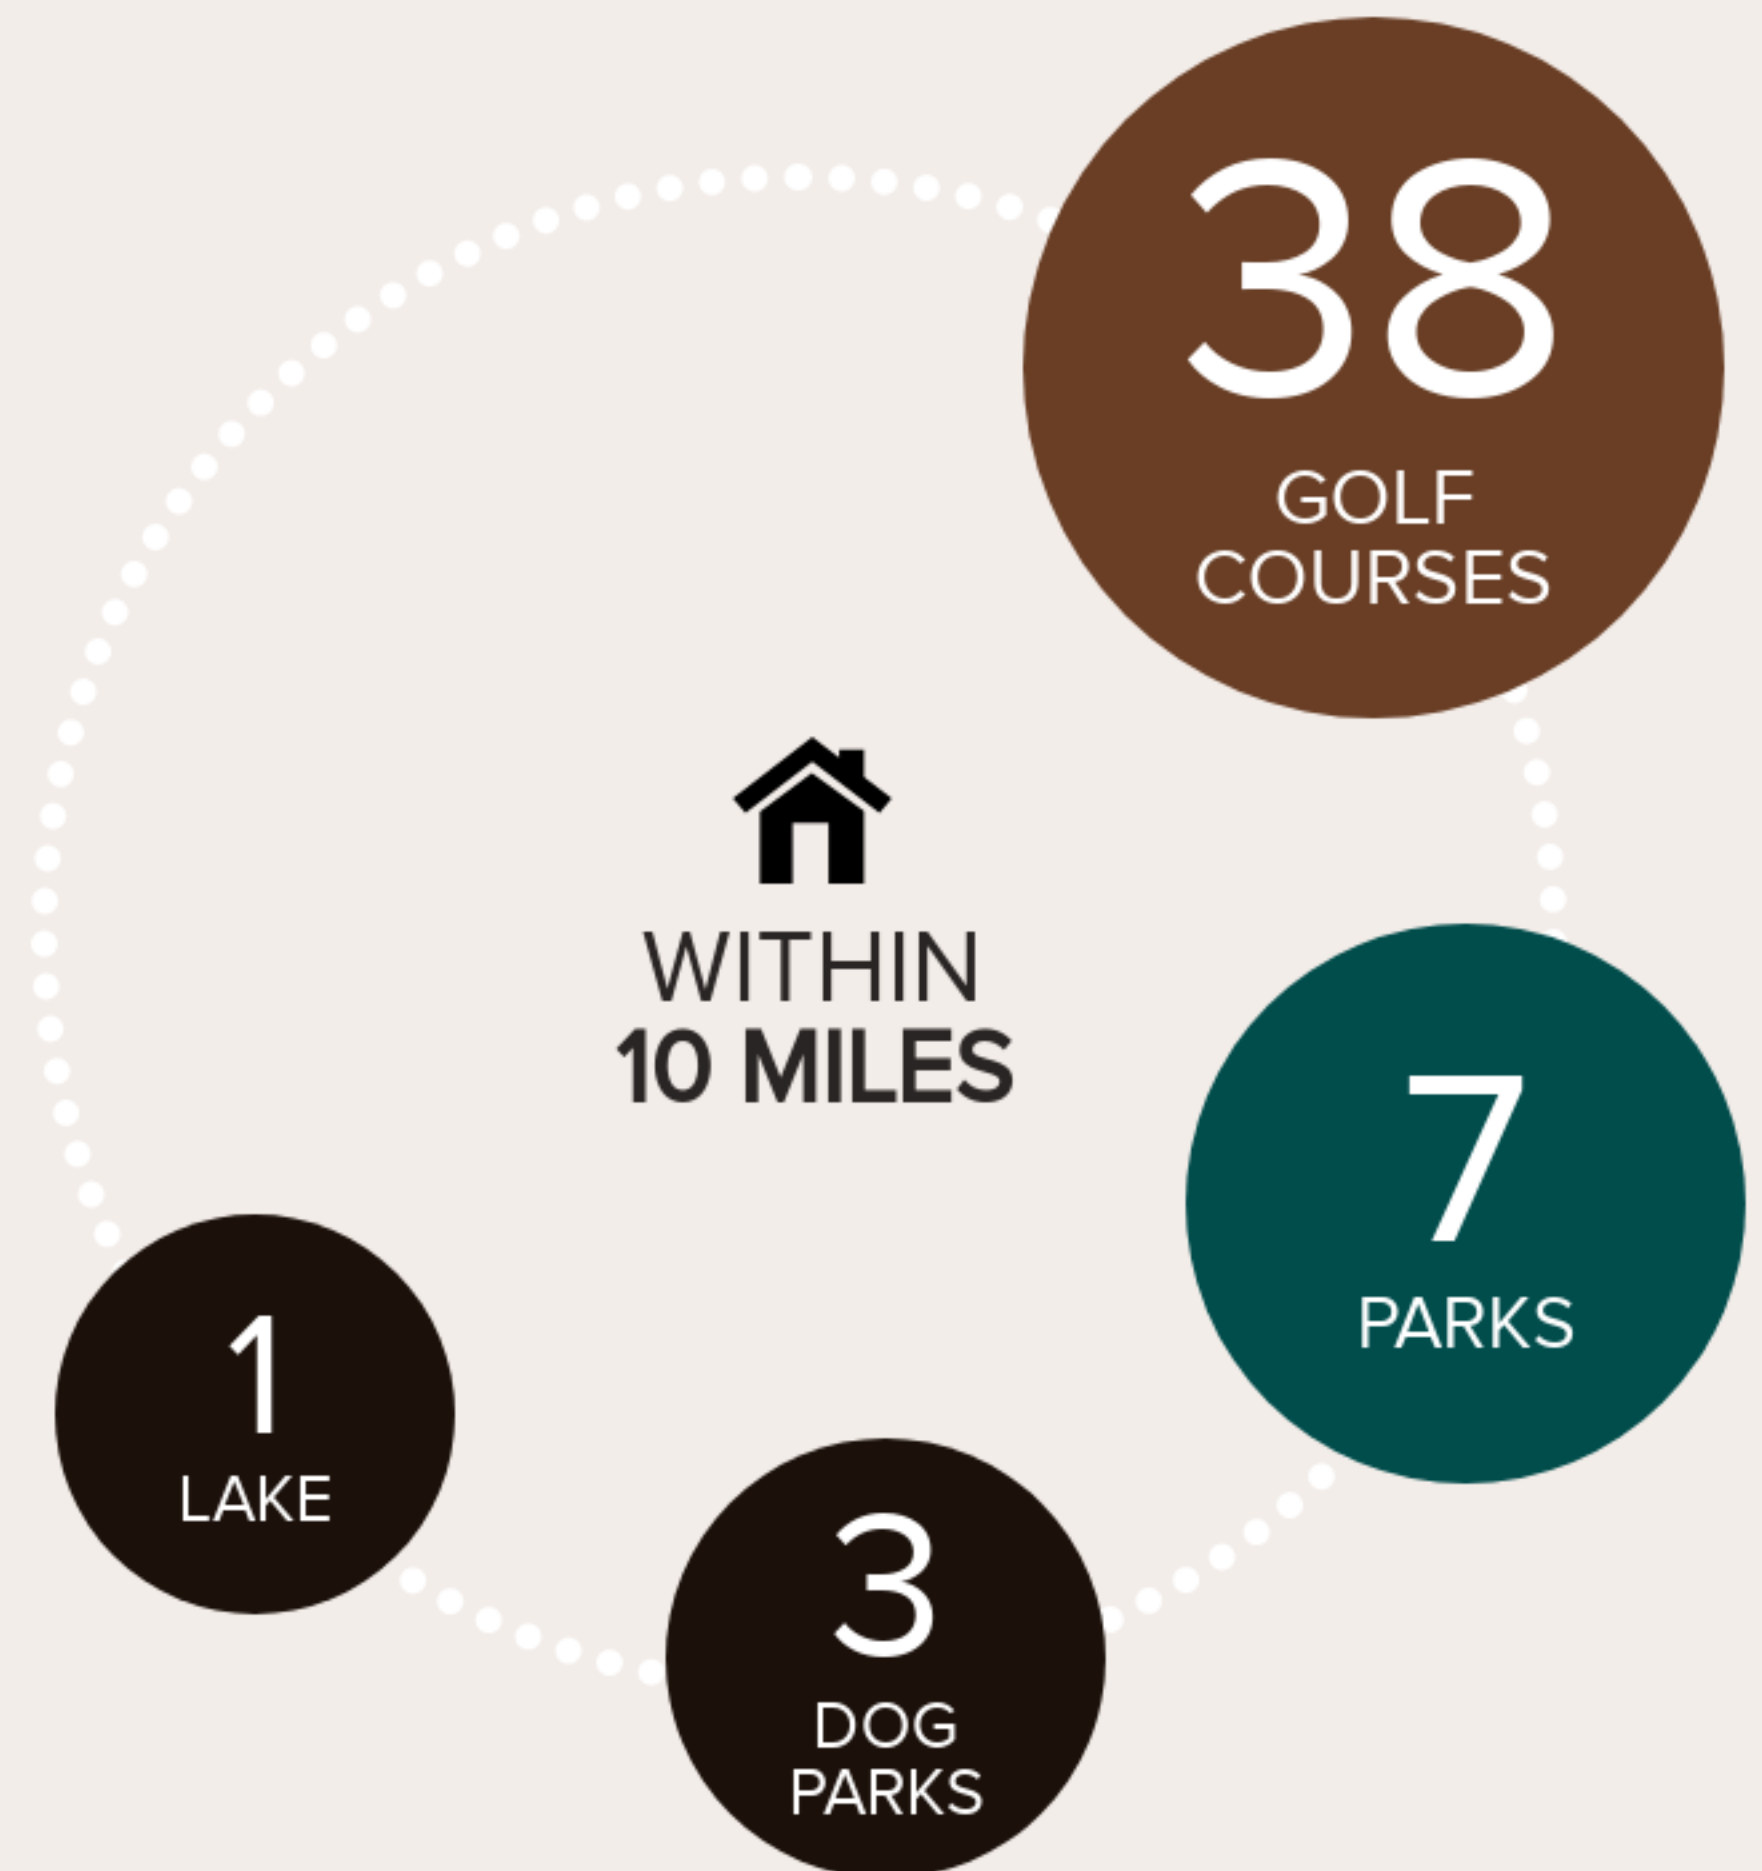 38
GOLF
COURSES
WITHIN
10 MILES
7
PARKS
1
LAKE
3
DOG
PARKS